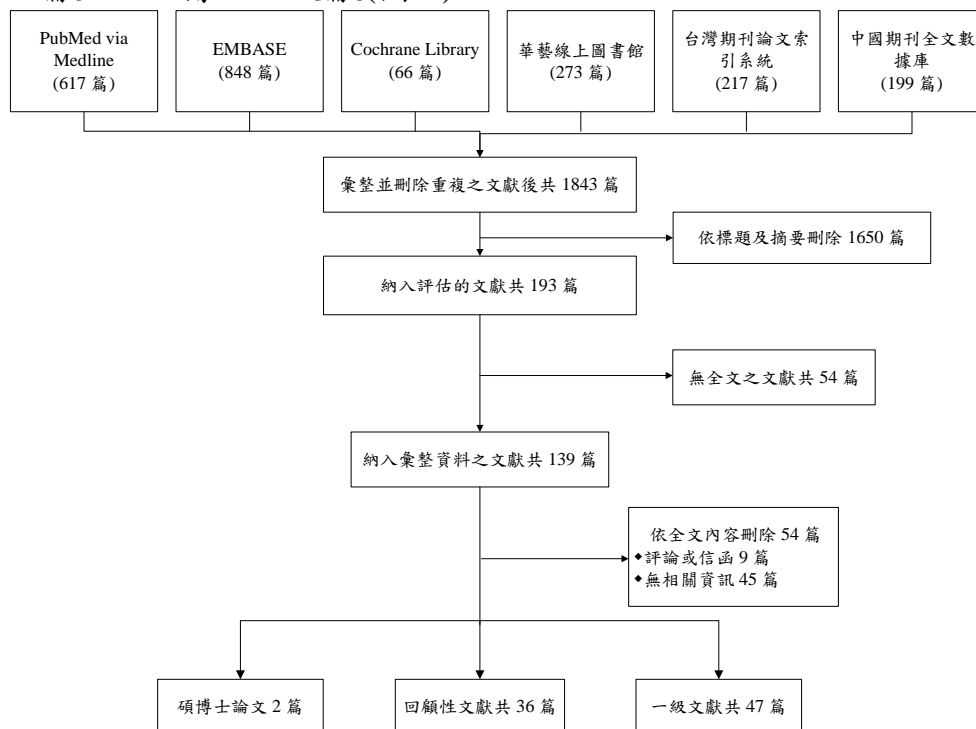 PubMed via
Medline
(617 篇)
EMBASE
(848 篇)
Cochrane Library
(66 篇)
華藝線上圖書館
(273 篇)
台灣期刊論文索
引系統
(217 篇)
中國期刊全文數
據庫
(199 篇)
彙整並刪除重複之文獻後共 1843 篇
依標題及摘要刪除 1650 篇
納入評估的文獻共 193 篇
無全文之文獻共 54 篇
納入彙整資料之文獻共 139 篇
依全文內容刪除 54 篇
◆評論或信函 9 篇
◆無相關資訊 45 篇
碩博士論文 2 篇
回顧性文獻共 36 篇
一級文獻共 47 篇